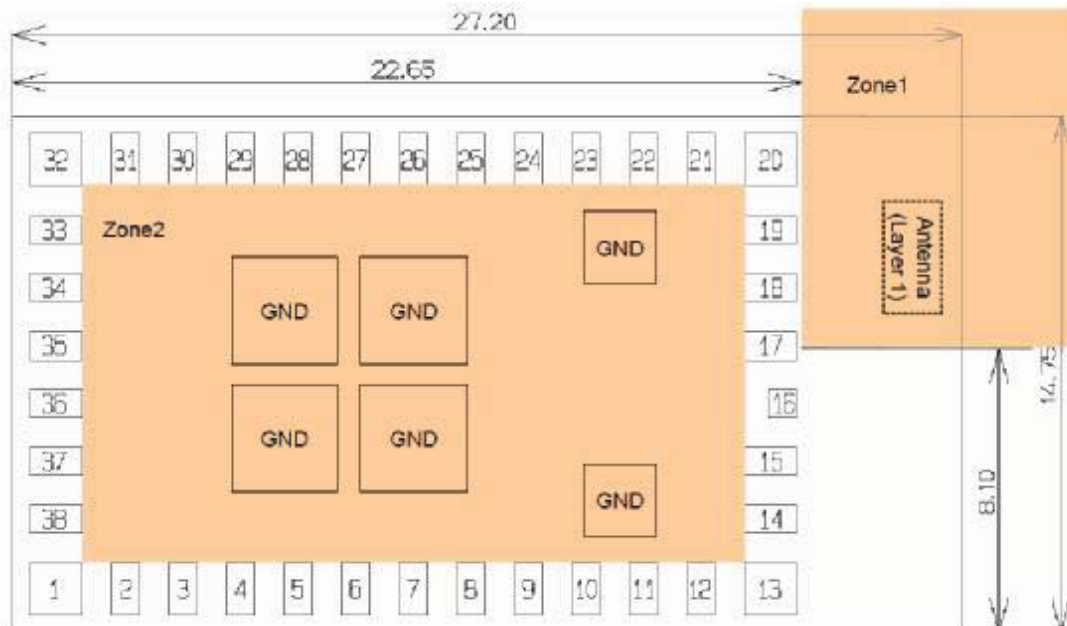 27.20
22.65
Zone1
32 31 30 29 28 27 26 25 24 23 22 21 20
33 Zone2 GND 19
Antenna
(Layer 1)
34 GND GND 18
35 17
14.75
36 16
37 GND GND 15
8.10
38 GND 14
1 2 3 4 5 6 7 8 9 10 11 12 13